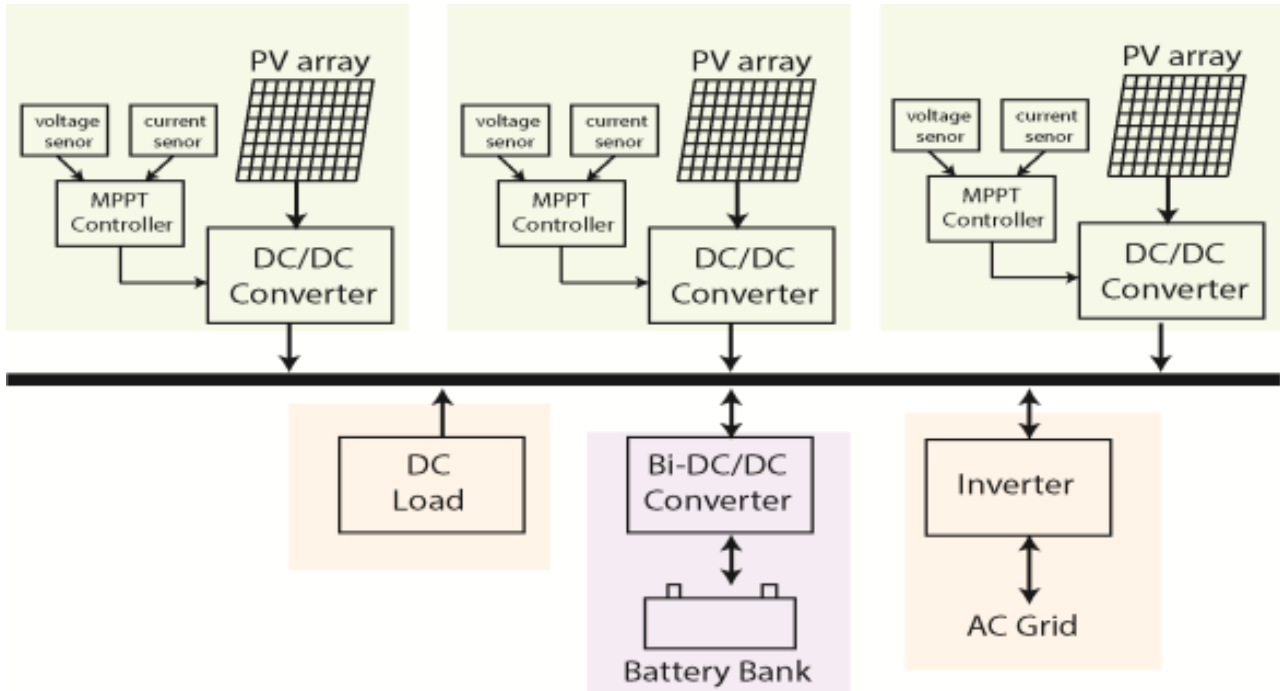 PV array
voltage
senor
current
senor
MPPT
Controller
DC/DC
Converter
PV array
voltage
senor
current
senor
MPPT
Controller
DC/DC
Converter
PV array
voltage
senor
current
senor
MPPT
Controller
DC/DC
Converter
DC
Load
Bi-DC/DC
Converter
Battery Bank
Inverter
AC Grid